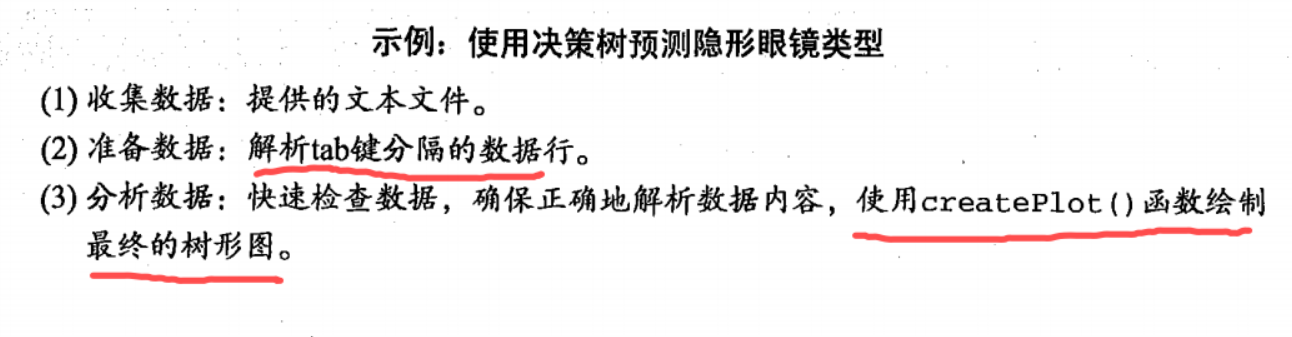 示例：使用决策树预测隐形眼镜类型
(1) 收集数据：提供的文本文件。
(2) 准备数据：解析tab键分隔的数据行。
(3) 分析数据：快速检查数据，确保正确地解析数据内容，使用createPlot()函数绘制
最终的树形图。